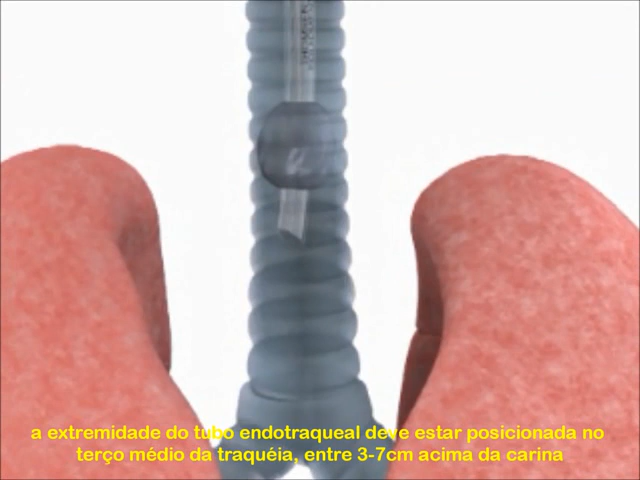 a extremidade do tubo endotraqueal deve estar posicionada no
terço médio da traquéia, entre 3-7cm acima da carina